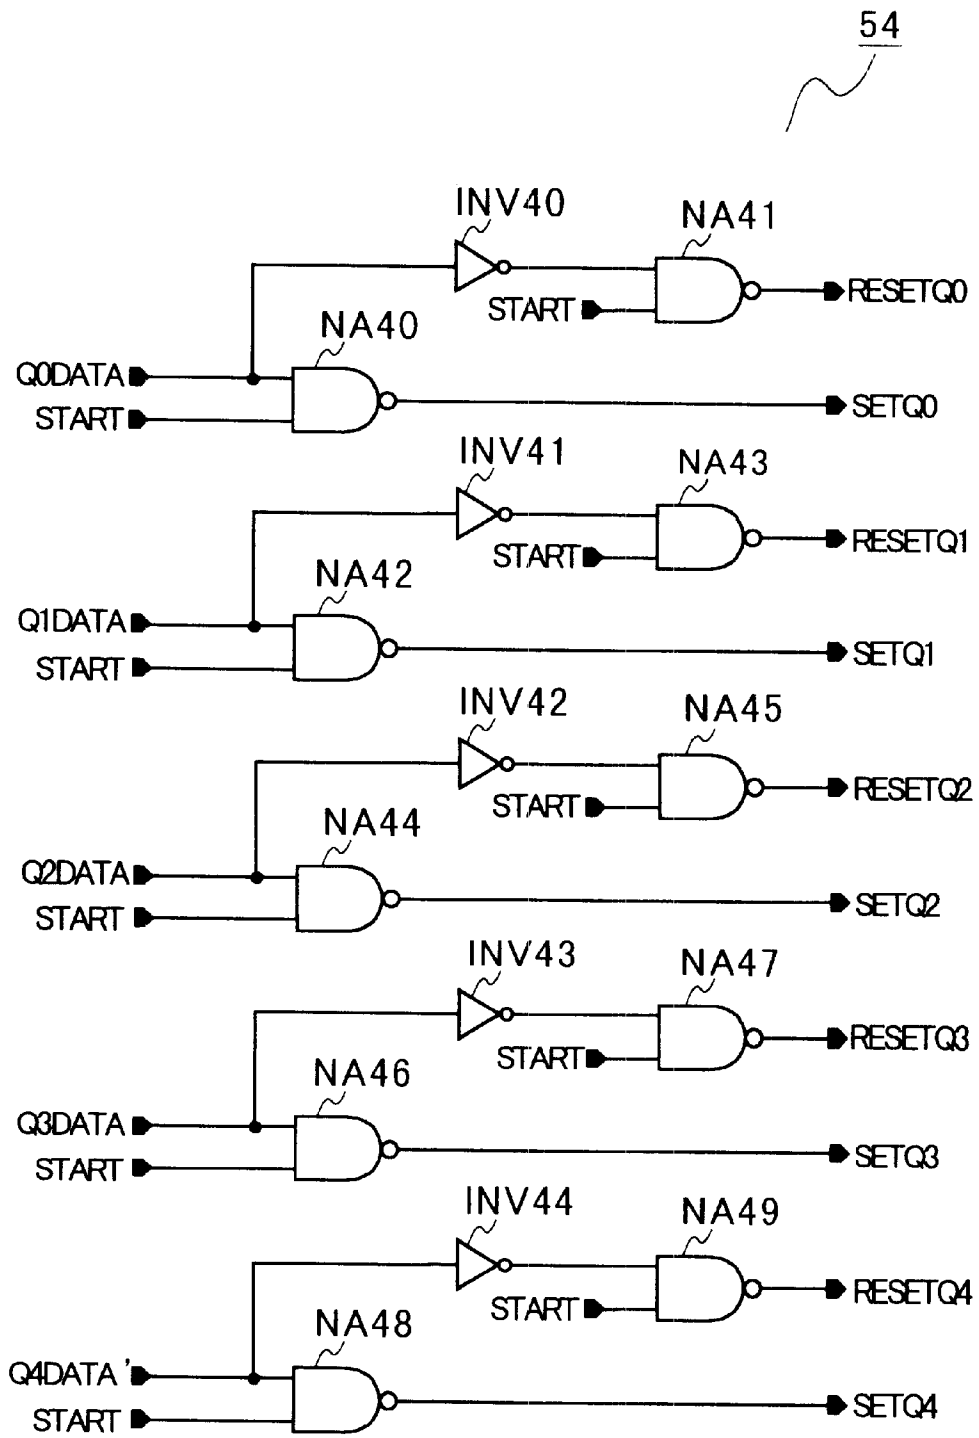 54
INV40
NA41
RESETQ0
START
NA40
Q0DATA
START
SETQ0
INV41
NA43
RESETQ1
START
NA42
Q1DATA
START
SETQ1
INV42
NA45
RESETQ2
START
NA44
Q2DATA
START
SETQ2
INV43
NA47
RESETQ3
START
NA46
Q3DATA
START
SETQ3
INV44
NA49
RESETQ4
START
NA48
Q4DATA'
START
SETQ4